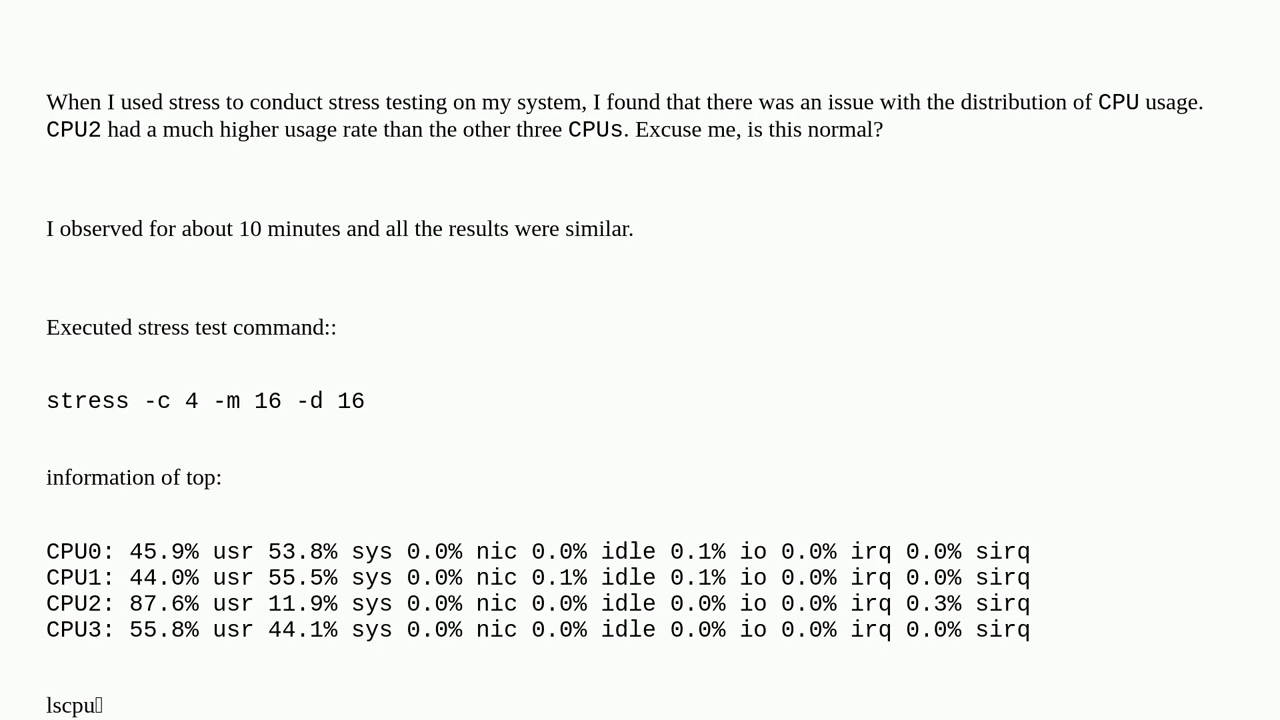 When I used stress to conduct stress testing on my system, I found that there was an issue with the distribution of CPU usage.
CPU2 had a much higher usage rate than the other three CPUs. Excuse me, is this normal?
I observed for about 10 minutes and all the results were similar.
Executed stress test command::
stress -c 4 -m 16 -d 16
information of top:
CPU0: 45.9% usr 53.8% sys 0.0% nic 0.0% idle 0.1% io 0.0% irq 0.0% sirq
CPU1: 44.0% usr 55.5% sys 0.0% nic 0.1% idle 0.1% io 0.0% irq 0.0% sirq
CPU2: 87.6% usr 11.9% sys 0.0% nic 0.0% idle 0.0% io 0.0% irq 0.3% sirq
CPU3: 55.8% usr 44.1% sys 0.0% nic 0.0% idle 0.0% io 0.0% irq 0.0% sirq
lscpu